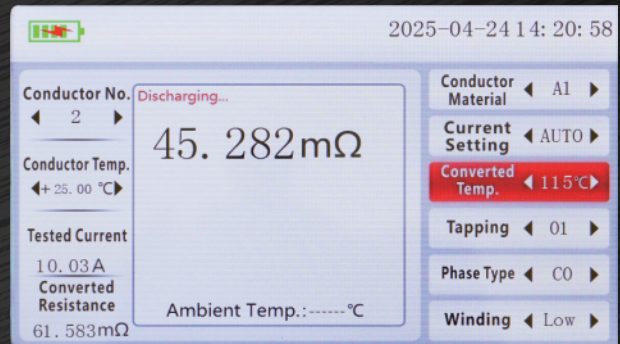 2025-04-24 14: 20: 58
Conductor No.
2
Conductor Temp.
+ 25. 00 ℃
Tested Current
10. 03A
Converted
Resistance
61. 583mΩ
Discharging...
45. 282mΩ
Ambient Temp.:------℃
Conductor
Material
Al
Current
Setting
AUTO
Converted
Temp.
115℃
Tapping
01
Phase Type
CO
Winding
Low